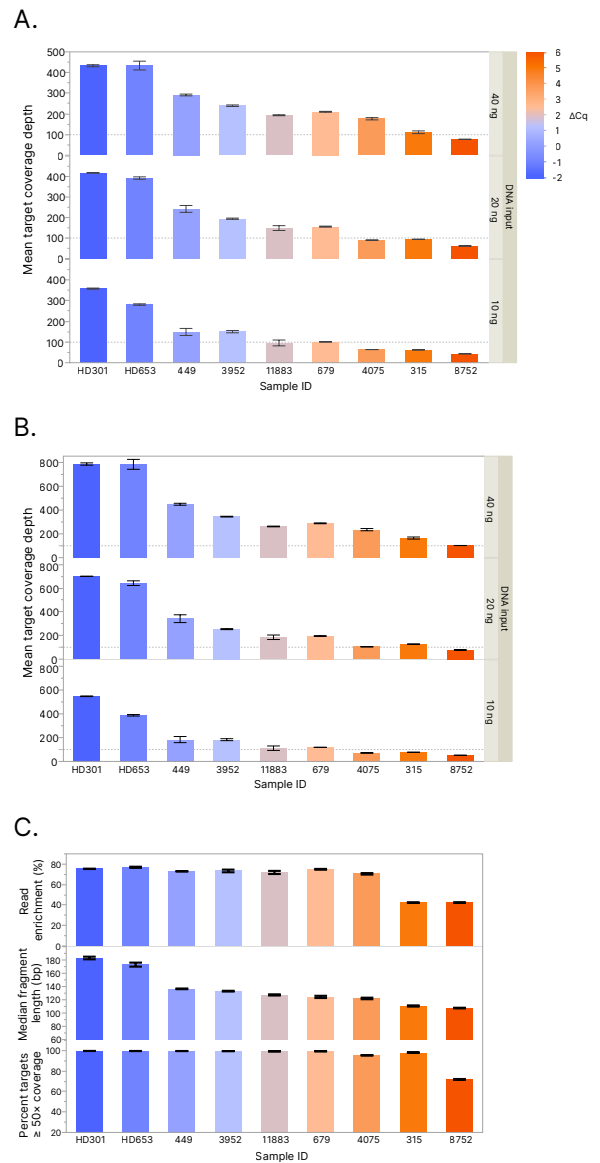 A.
Mean target coverage depth
500
400
300
200
100
0
400
300
200
100
0
400
300
200
100
0
40 ng
20 ng
10 ng
DNA input
6
5
4
3
2
1
0
-1
-2
ΔCq
HD301 HD653 449 3952 11883 679 4075 315 8752
Sample ID
B.
Mean target coverage depth
800
600
400
200
0
800
600
400
200
0
800
600
400
200
0
40 ng
20 ng
10 ng
DNA input
HD301 HD653 449 3952 11883 679 4075 315 8752
Sample ID
C.
Read
enrichment (%)
80
60
40
20
0
Median fragment
length (bp)
180
160
140
120
100
80
60
Percent targets
≥ 50× coverage
100
80
60
40
20
HD301 HD653 449 3952 11883 679 4075 315 8752
Sample ID